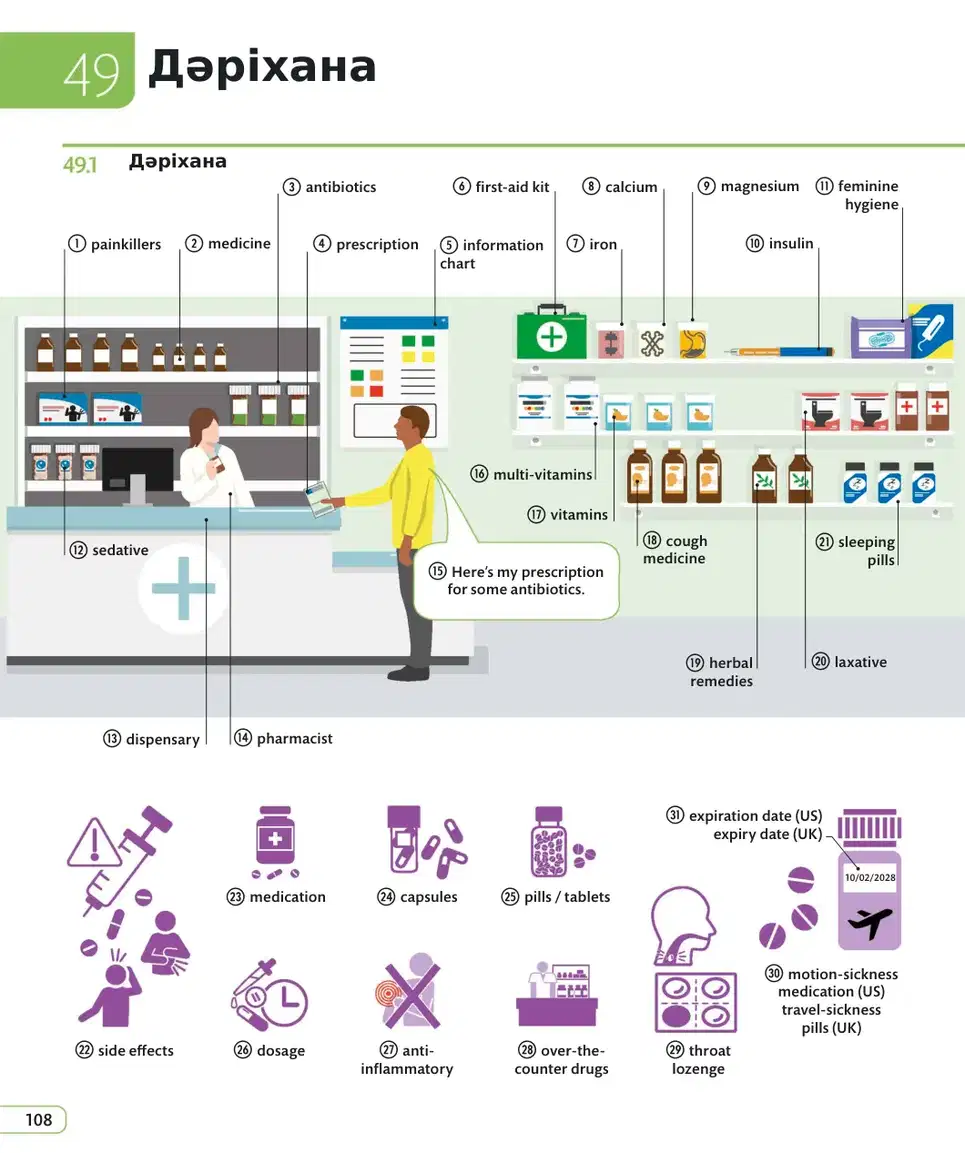 49 Дәріхана
49.1 Дәріхана
③ antibiotics
⑥ first-aid kit
⑧ calcium
⑨ magnesium
⑪ feminine
hygiene
① painkillers
② medicine
④ prescription
⑤ information
chart
⑦ iron
⑩ insulin
⑯ multi-vitamins
⑰ vitamins
⑱ cough
medicine
㉑ sleeping
pills
⑫ sedative
⑮ Here's my prescription
for some antibiotics.
⑲ herbal
remedies
⑳ laxative
⑬ dispensary
⑭ pharmacist
㉛ expiration date (US)
expiry date (UK)
10/02/2028
㉓ medication
㉔ capsules
㉕ pills / tablets
㉚ motion-sickness
medication (US)
travel-sickness
pills (UK)
㉒ side effects
㉖ dosage
㉗ anti-
inflammatory
㉘ over-the-
counter drugs
㉙ throat
lozenge
108